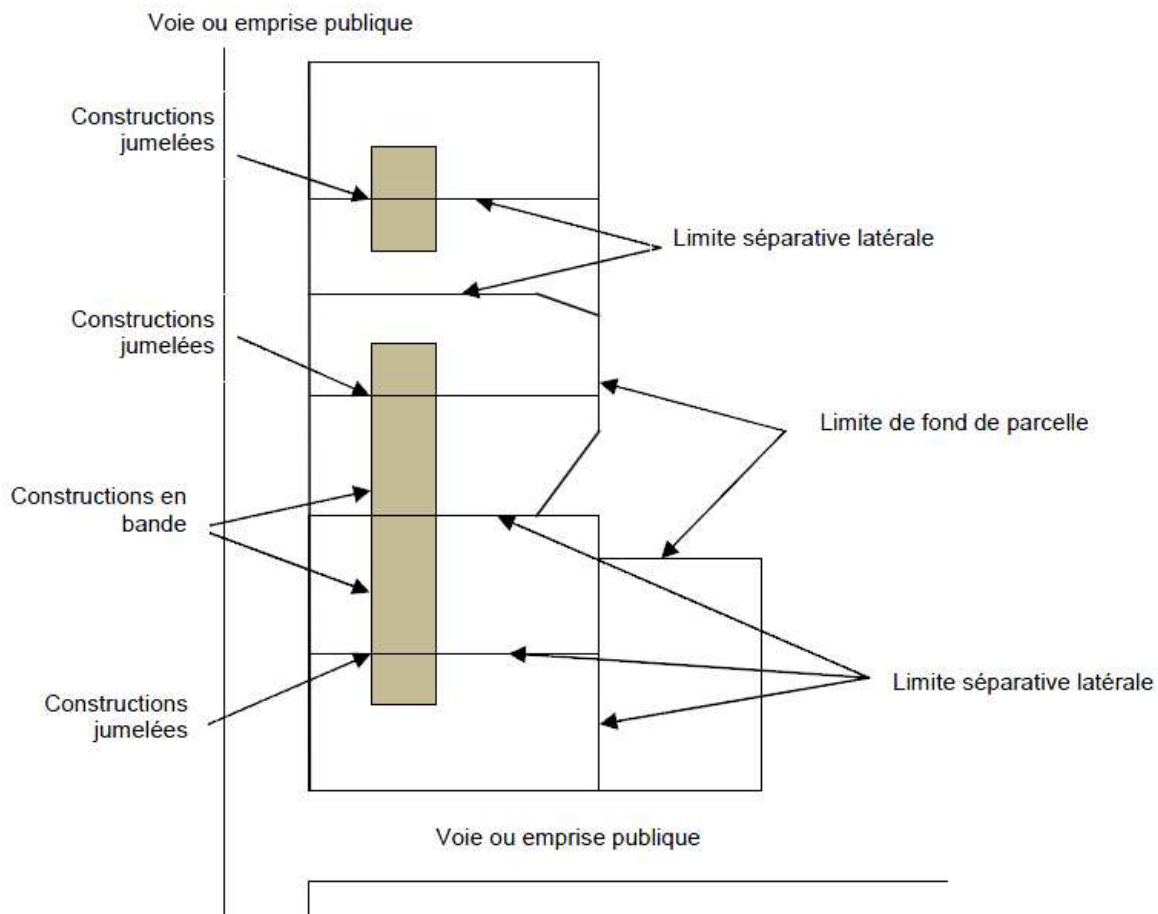 Voie ou emprise publique
Constructions
jumelées
Limite séparative latérale
Constructions
jumelées
Limite de fond de parcelle
Constructions en
bande
Limite séparative latérale
Constructions
jumelées
Voie ou emprise publique